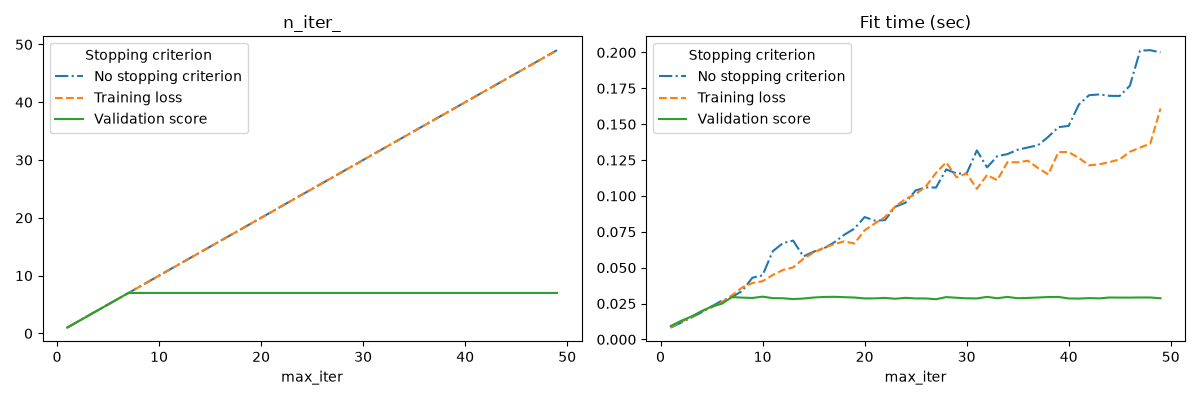 n_iter_
Stopping criterion
No stopping criterion
Training loss
Validation score
50
40
30
20
10
0
0 10 20 30 40 50
max_iter
Fit time (sec)
Stopping criterion
No stopping criterion
Training loss
Validation score
0.200
0.175
0.150
0.125
0.100
0.075
0.050
0.025
0.000
0 10 20 30 40 50
max_iter